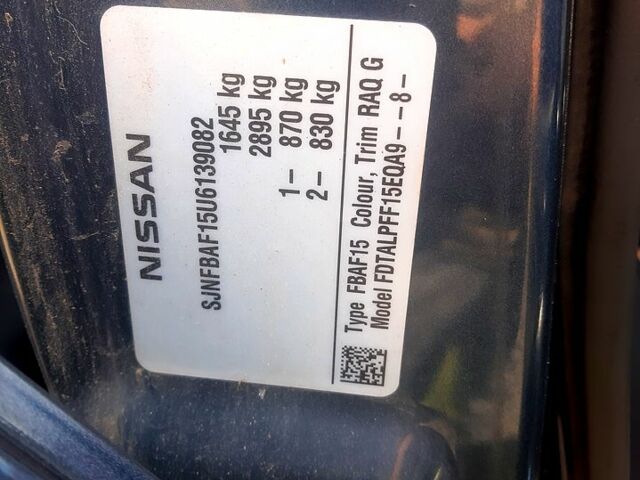 NISSAN
SJNFBAF15U6139082
1645 kg
2895 kg
1– 870 kg
2– 830 kg
Type FBAF15 Colour, Trim RAQ G
Model FDTALPFF15EQA9--8-